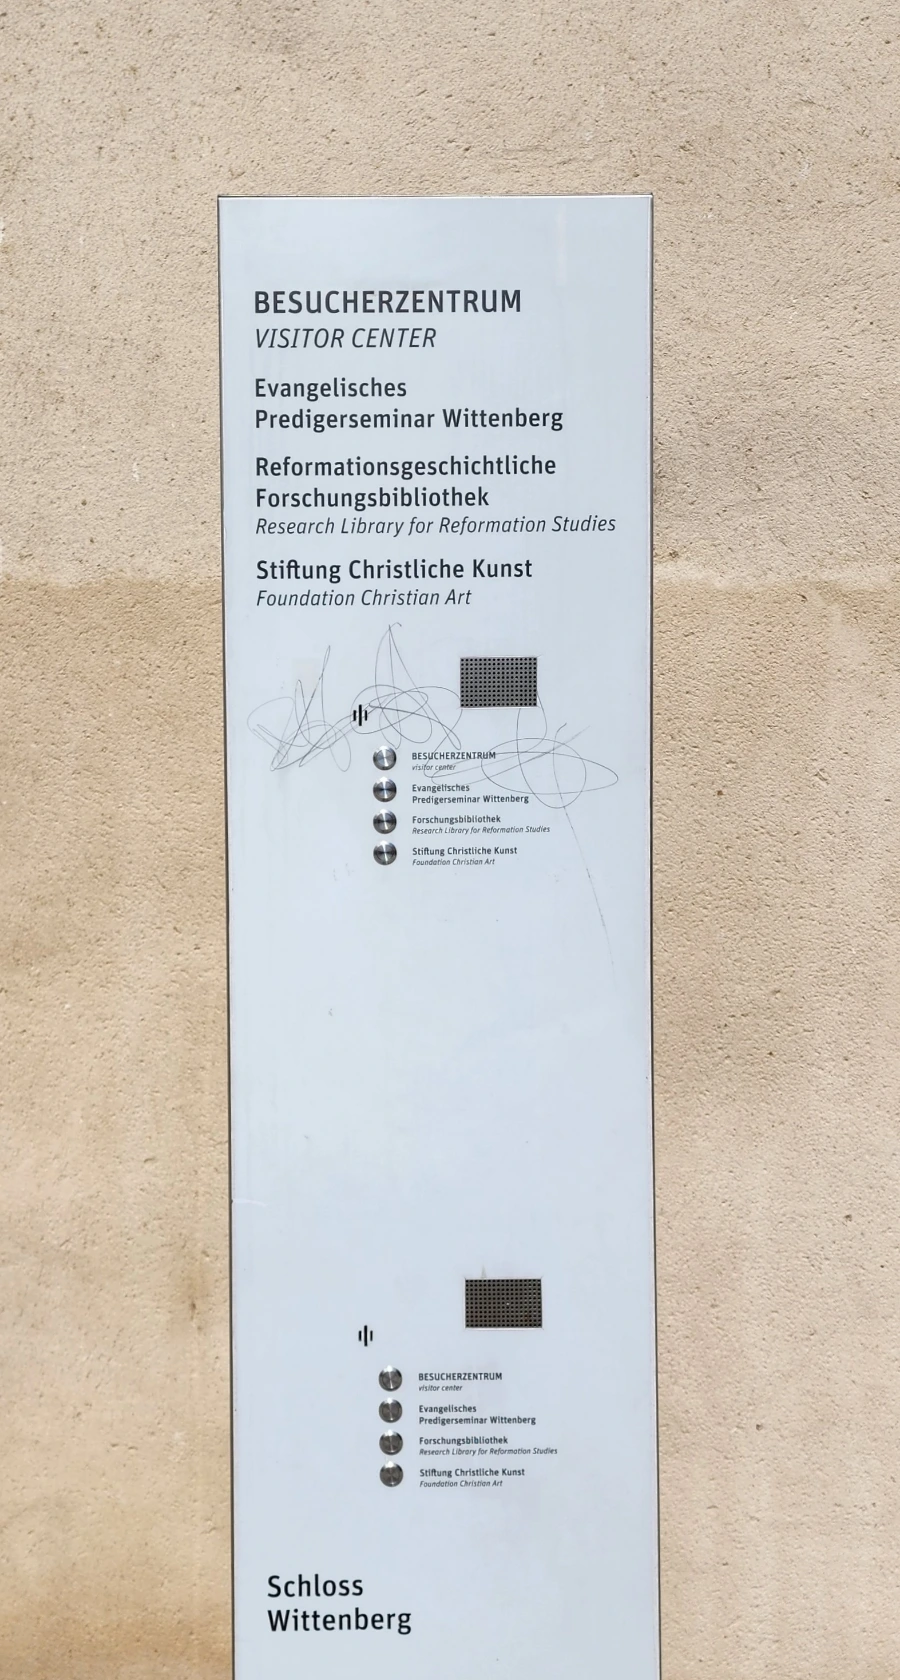 BESUCHERZENTRUM
VISITOR CENTER
Evangelisches
Predigerseminar Wittenberg
Reformationsgeschichtliche
Forschungsbibliothek
Research Library for Reformation Studies
Stiftung Christliche Kunst
Foundation Christian Art
BESUCHERZENTRUM
visitor center
Evangelisches
Predigerseminar Wittenberg
Forschungsbibliothek
Research Library for Reformation Studies
Stiftung Christliche Kunst
Foundation Christian Art
BESUCHERZENTRUM
visitor center
Evangelisches
Predigerseminar Wittenberg
Forschungsbibliothek
Research Library for Reformation Studies
Stiftung Christliche Kunst
Foundation Christian Art
Schloss
Wittenberg